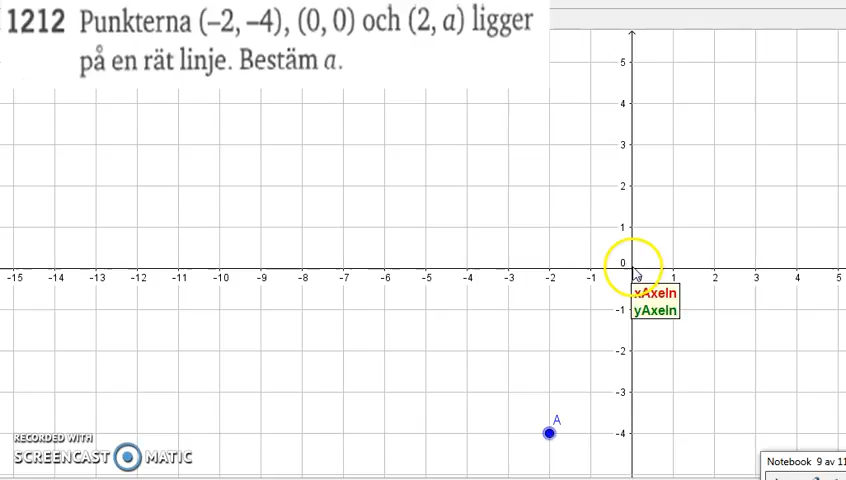 1212 Punkterna (–2, –4), (0, 0) och (2, a) ligger
på en rät linje. Bestäm a.
5
4
3
2
1
0
-15 -14 -13 -12 -11 -10 -9 -8 -7 -6 -5 -4 -3 -2 -1 1 2 3 4 5
xAxeln
yAxeln
-1
-2
-3
A
-4
RECORDED WITH
SCREENCAST MATIC
Notebook 9 av 11